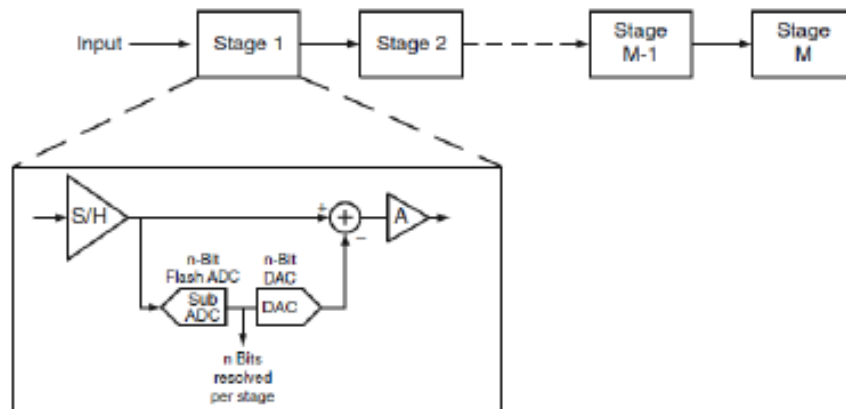 Input
Stage 1
Stage 2
Stage
M-1
Stage
M
S/H
+
+
−
A
n-Bit
Flash ADC
n-Bit
DAC
Sub
ADC
DAC
n Bits
resolved
per stage